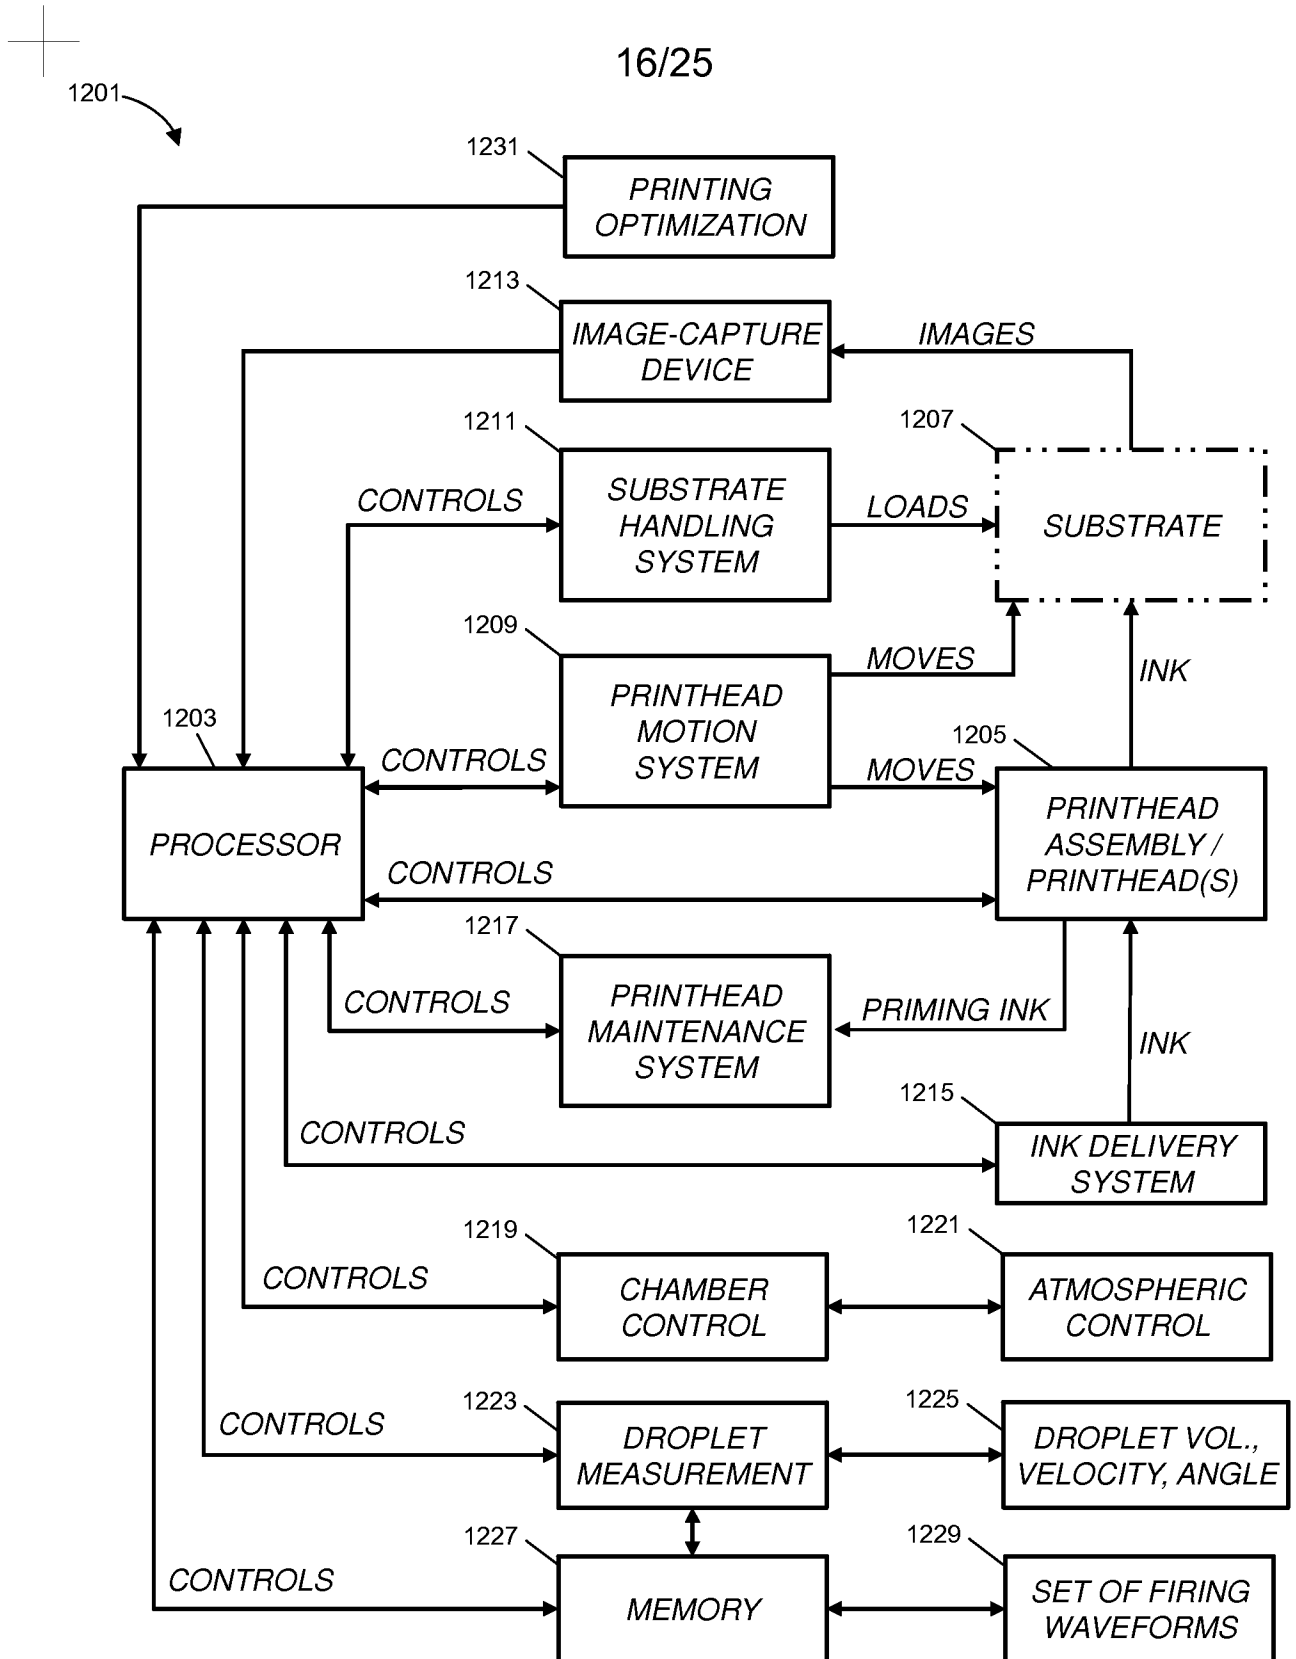 16/25
1201
1231
PRINTING
OPTIMIZATION
1213
IMAGE-CAPTURE
DEVICE
IMAGES
1211
1207
CONTROLS
SUBSTRATE
HANDLING
SYSTEM
LOADS
SUBSTRATE
1209
MOVES
INK
PRINTHEAD
MOTION
SYSTEM
1203
1205
CONTROLS
MOVES
PROCESSOR
PRINTHEAD
ASSEMBLY /
PRINTHEAD(S)
CONTROLS
1217
CONTROLS
PRINTHEAD
MAINTENANCE
SYSTEM
PRIMING INK
INK
1215
CONTROLS
INK DELIVERY
SYSTEM
1219
1221
CONTROLS
CHAMBER
CONTROL
ATMOSPHERIC
CONTROL
1223
1225
CONTROLS
DROPLET
MEASUREMENT
DROPLET VOL.,
VELOCITY, ANGLE
1227
1229
CONTROLS
MEMORY
SET OF FIRING
WAVEFORMS